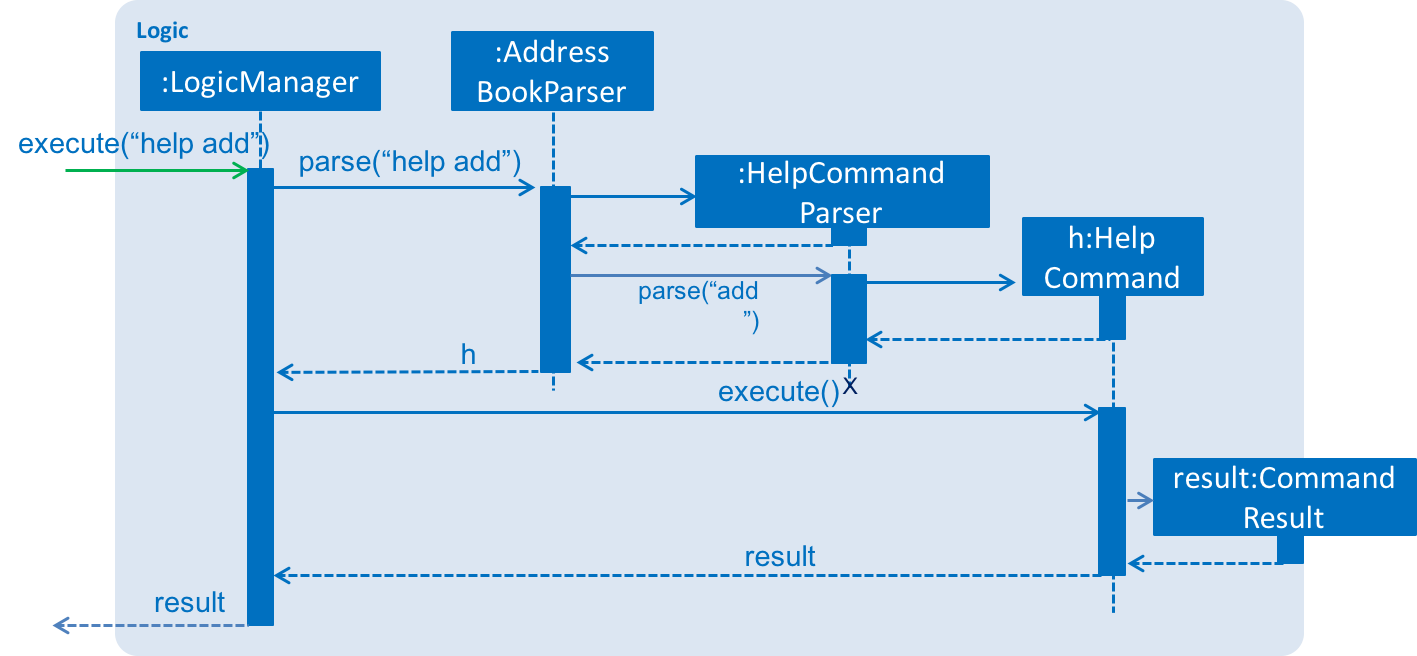 Logic
:LogicManager
:Address
BookParser
execute(“help add”)
parse(“help add”)
:HelpCommand
Parser
h:Help
Command
parse(“add
”)
h
execute()
X
result:Command
Result
result
result